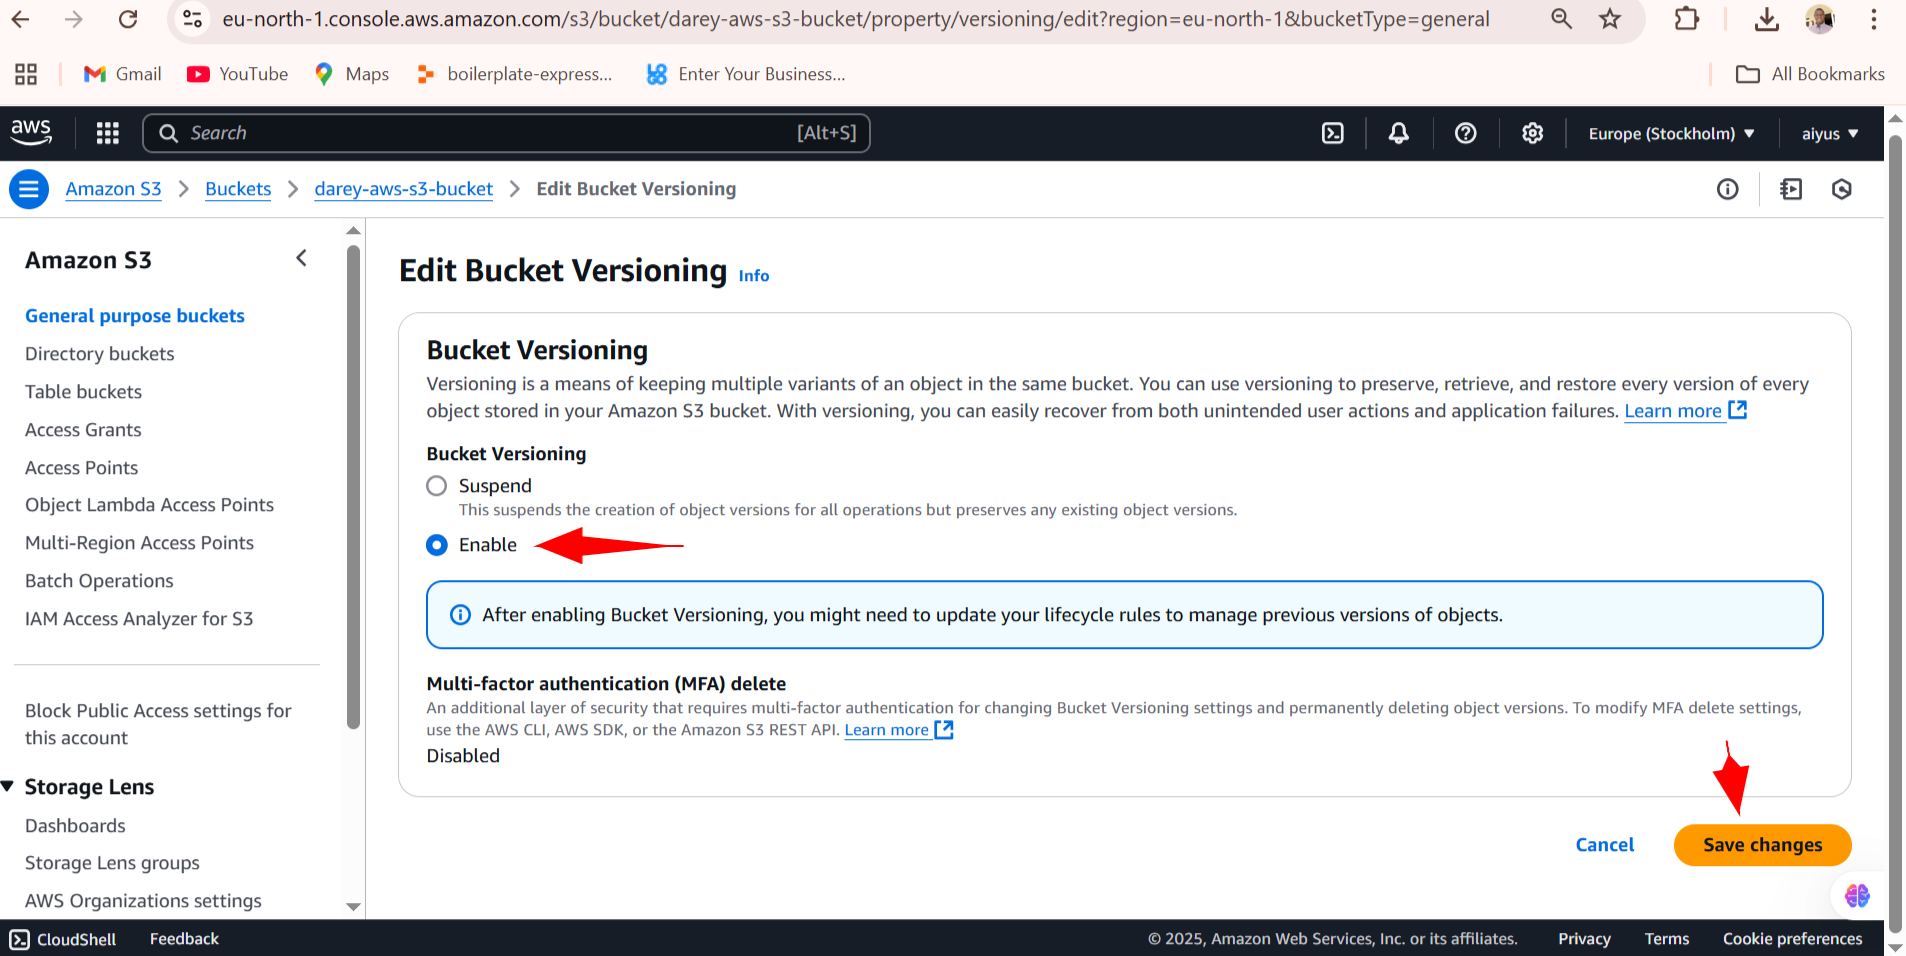 eu-north-1.console.aws.amazon.com/s3/bucket/darey-aws-s3-bucket/property/versioning/edit?region=eu-north-1&bucketType=general
Gmail
YouTube
Maps
boilerplate-express...
Enter Your Business...
All Bookmarks
aws
Search
[Alt+S]
Europe (Stockholm)
aiyus
Amazon S3
Buckets
darey-aws-s3-bucket
Edit Bucket Versioning
Amazon S3
General purpose buckets
Directory buckets
Table buckets
Access Grants
Access Points
Object Lambda Access Points
Multi-Region Access Points
Batch Operations
IAM Access Analyzer for S3
Block Public Access settings for
this account
Storage Lens
Dashboards
Storage Lens groups
AWS Organizations settings
Edit Bucket Versioning Info
Bucket Versioning
Versioning is a means of keeping multiple variants of an object in the same bucket. You can use versioning to preserve, retrieve, and restore every version of every
object stored in your Amazon S3 bucket. With versioning, you can easily recover from both unintended user actions and application failures. Learn more
Bucket Versioning
Suspend
This suspends the creation of object versions for all operations but preserves any existing object versions.
Enable
After enabling Bucket Versioning, you might need to update your lifecycle rules to manage previous versions of objects.
Multi-factor authentication (MFA) delete
An additional layer of security that requires multi-factor authentication for changing Bucket Versioning settings and permanently deleting object versions. To modify MFA delete settings,
use the AWS CLI, AWS SDK, or the Amazon S3 REST API. Learn more
Disabled
Cancel
Save changes
CloudShell
Feedback
© 2025, Amazon Web Services, Inc. or its affiliates.
Privacy
Terms
Cookie preferences